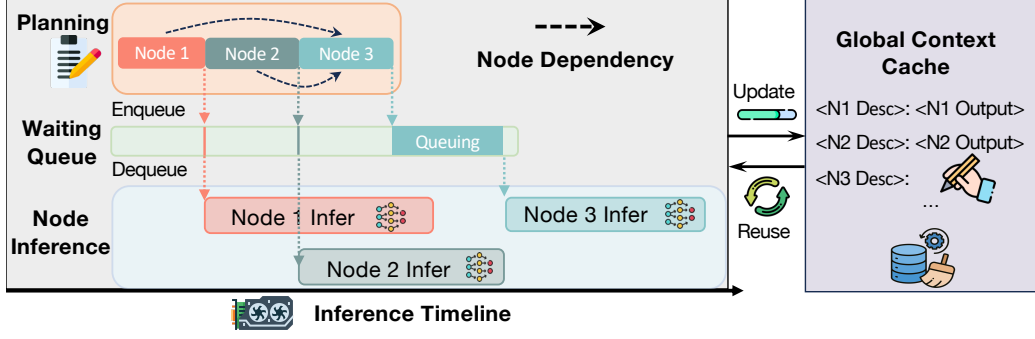 Planning
Node 1
Node 2
Node 3
Node Dependency
Enqueue
Waiting
Queue
Queuing
Dequeue
Node
Inference
Node 1 Infer
Node 2 Infer
Node 3 Infer
Inference Timeline
Update
Reuse
Global Context
Cache
<N1 Desc>: <N1 Output>
<N2 Desc>: <N2 Output>
<N3 Desc>:
...